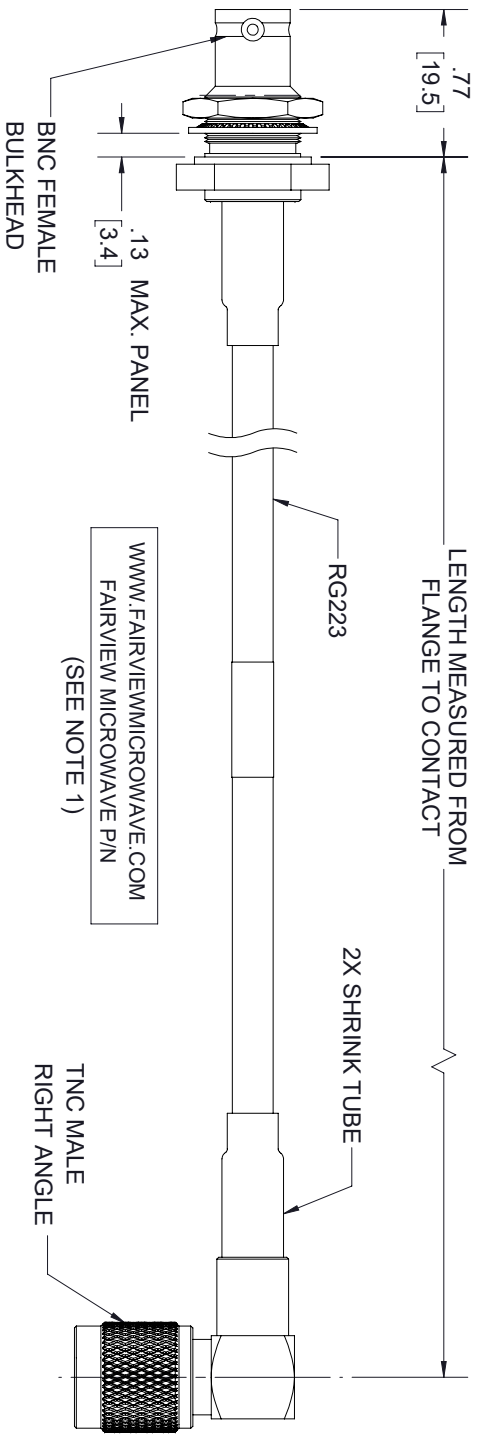 .77
[19.5]
LENGTH MEASURED FROM
FLANGE TO CONTACT
.13 MAX. PANEL
[3.4]
BNC FEMALE
BULKHEAD
RG223
WWW.FAIRVIEWMICROWAVE.COM
FAIRVIEW MICROWAVE P/N
(SEE NOTE 1)
2X SHRINK TUBE
TNC MALE
RIGHT ANGLE